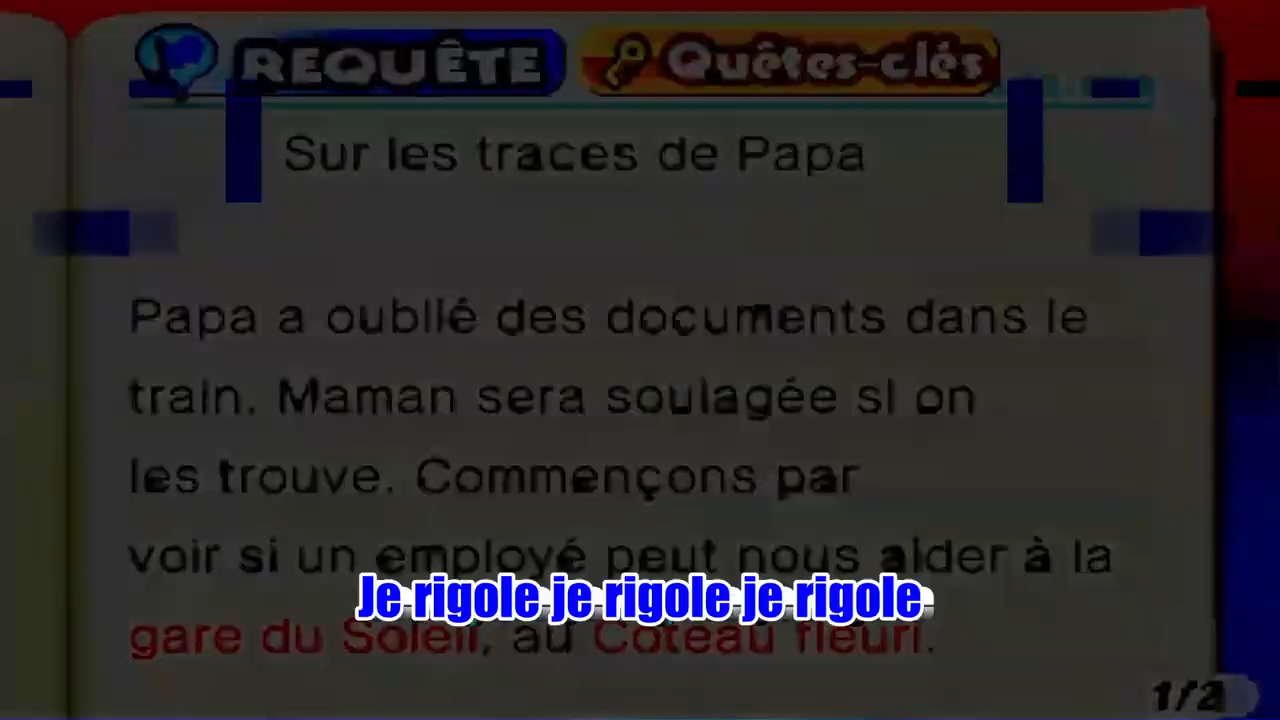 REQUÊTE Quêtes-clés
Sur les traces de Papa
Papa a oublié des documents dans le
train. Maman sera soulagée si on
les trouve. Commençons par
voir si un employé peut nous aider à la
Je rigole je rigole je rigole
gare du Soleil, au Coteau fleuri.
1/2